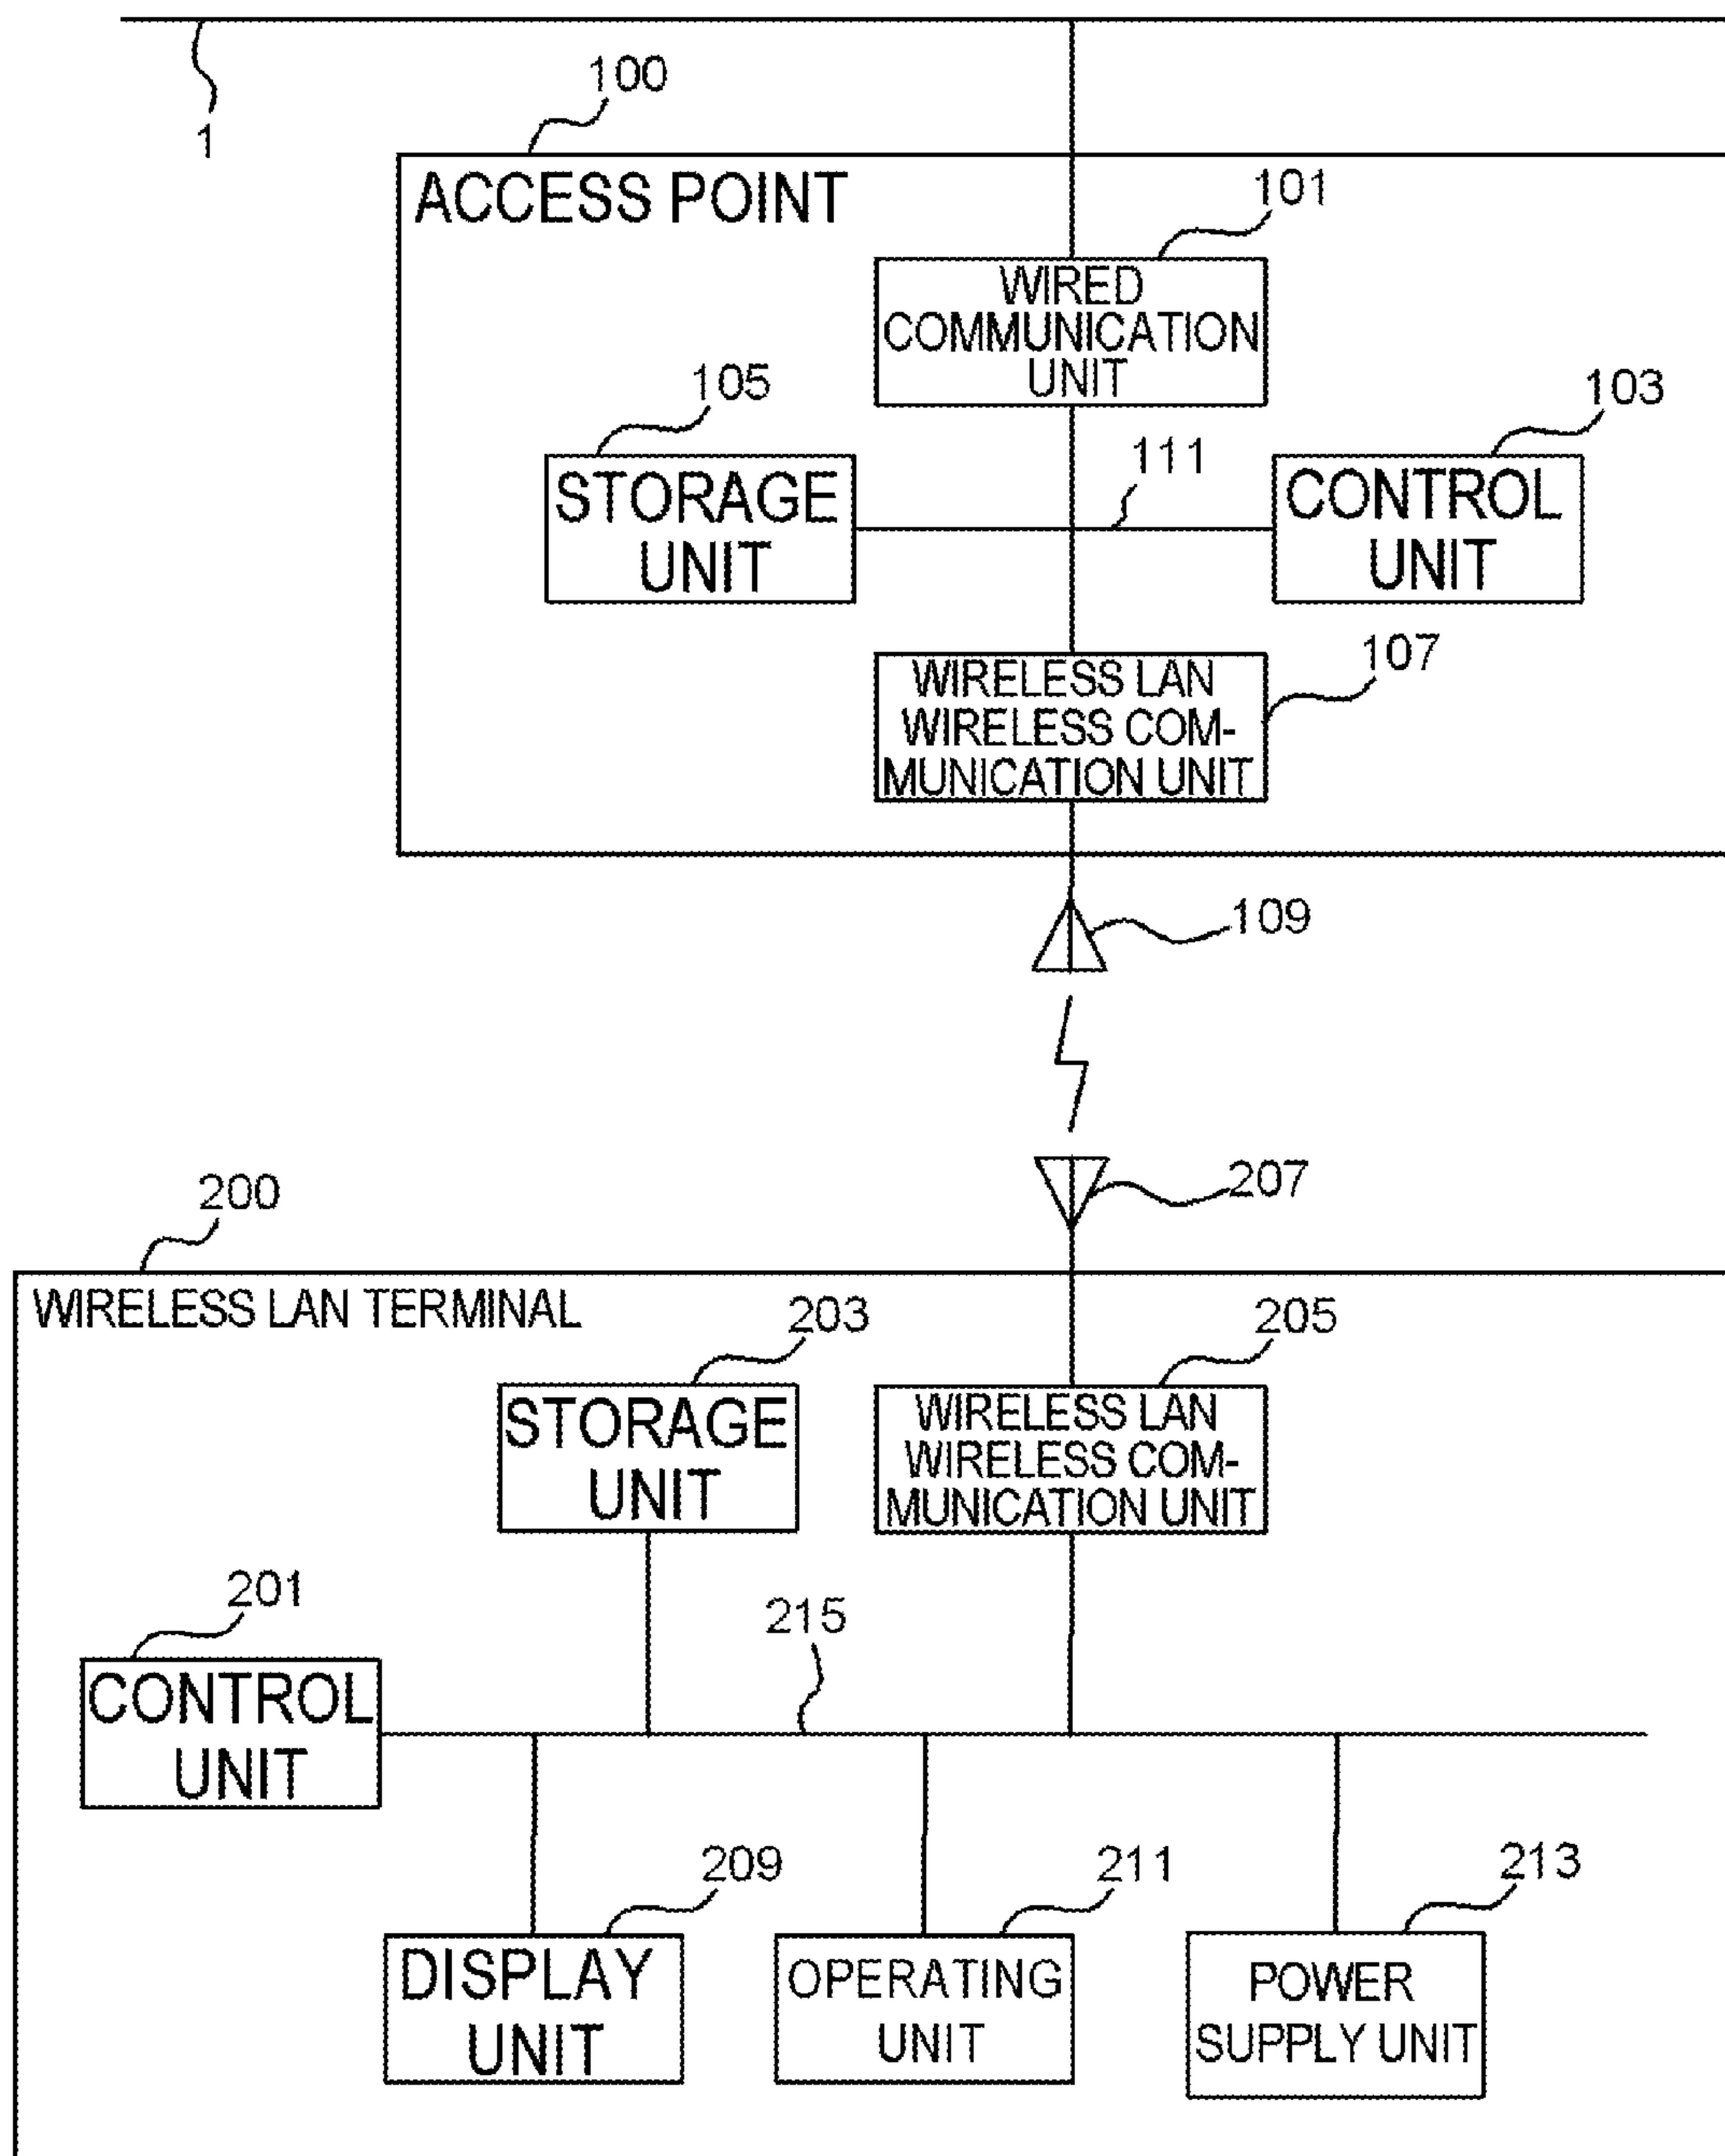 1
100
ACCESS POINT
101
WIRED
COMMUNICATION
UNIT
105
STORAGE
UNIT
111
103
CONTROL
UNIT
107
WIRELESS LAN
WIRELESS COM-
MUNICATION UNIT
109
207
200
WIRELESS LAN TERMINAL
203
STORAGE
UNIT
205
WIRELESS LAN
WIRELESS COM-
MUNICATION UNIT
201
CONTROL
UNIT
215
209
DISPLAY
UNIT
211
OPERATING
UNIT
213
POWER
SUPPLY UNIT